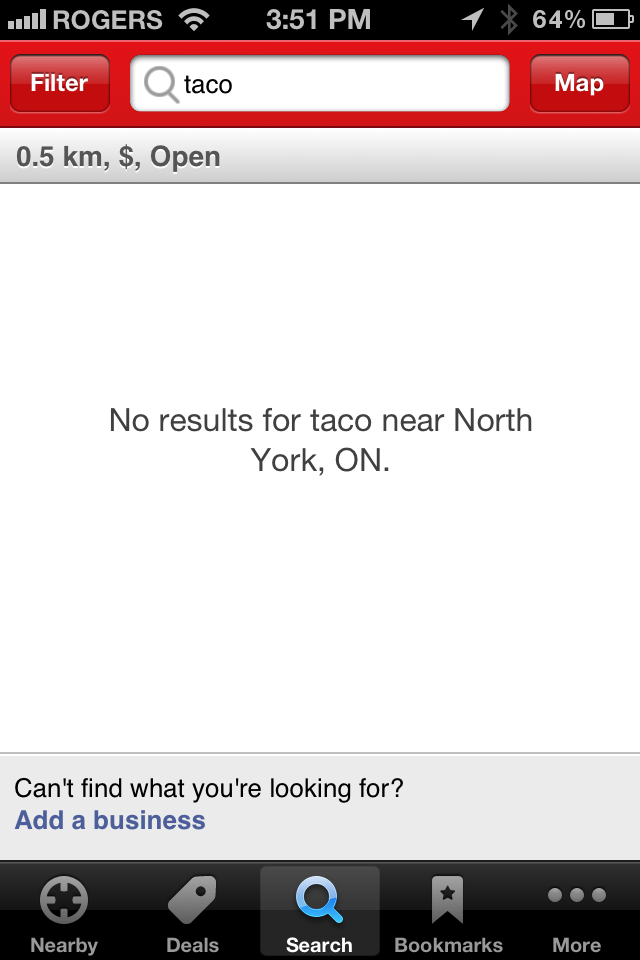 ROGERS 3:51 PM 64%
Filter taco Map
0.5 km, $, Open
No results for taco near North
York, ON.
Can't find what you're looking for?
Add a business
Nearby Deals Search Bookmarks More